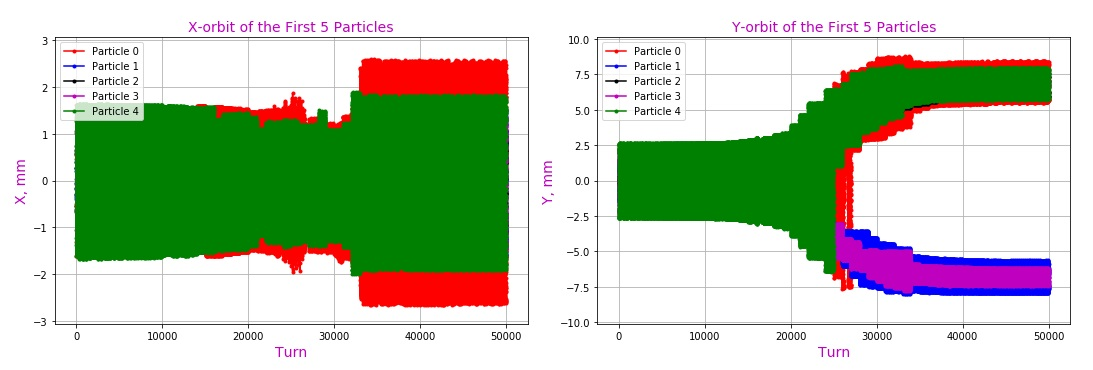 X-orbit of the First 5 Particles
3
2
1
0
−1
−2
−3
X, mm
Particle 0
Particle 1
Particle 2
Particle 3
Particle 4
0 10000 20000 30000 40000 50000
Turn
Y-orbit of the First 5 Particles
10.0
7.5
5.0
2.5
0.0
−2.5
−5.0
−7.5
−10.0
Y, mm
Particle 0
Particle 1
Particle 2
Particle 3
Particle 4
0 10000 20000 30000 40000 50000
Turn